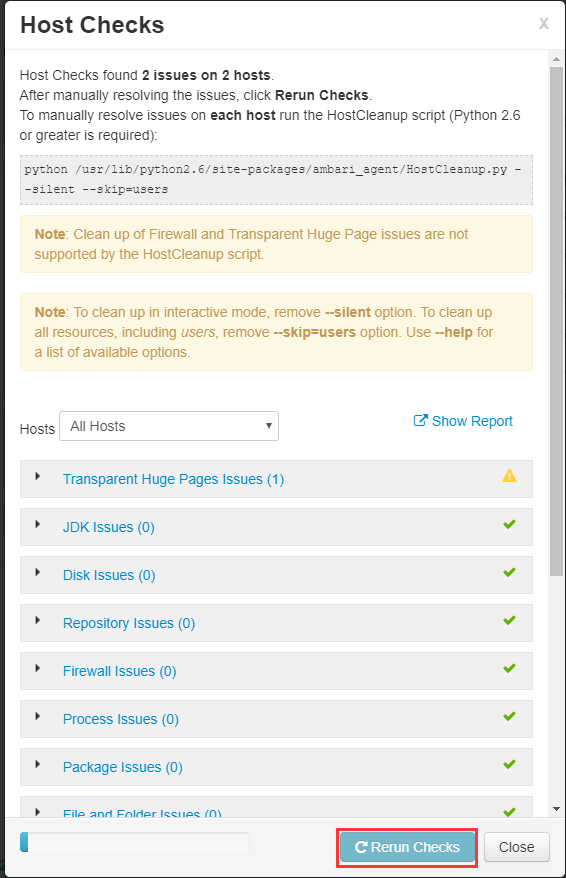 Host Checks
x
Host Checks found 2 issues on 2 hosts.
After manually resolving the issues, click Rerun Checks.
To manually resolve issues on each host run the HostCleanup script (Python 2.6
or greater is required):
python /usr/lib/python2.6/site-packages/ambari_agent/HostCleanup.py -
-silent --skip=users
Note: Clean up of Firewall and Transparent Huge Page issues are not
supported by the HostCleanup script.
Note: To clean up in interactive mode, remove --silent option. To clean up
all resources, including users, remove --skip=users option. Use --help for
a list of available options.
Hosts All Hosts Show Report
Transparent Huge Pages Issues (1)
JDK Issues (0)
Disk Issues (0)
Repository Issues (0)
Firewall Issues (0)
Process Issues (0)
Package Issues (0)
File and Folder Issues (0)
Rerun Checks Close